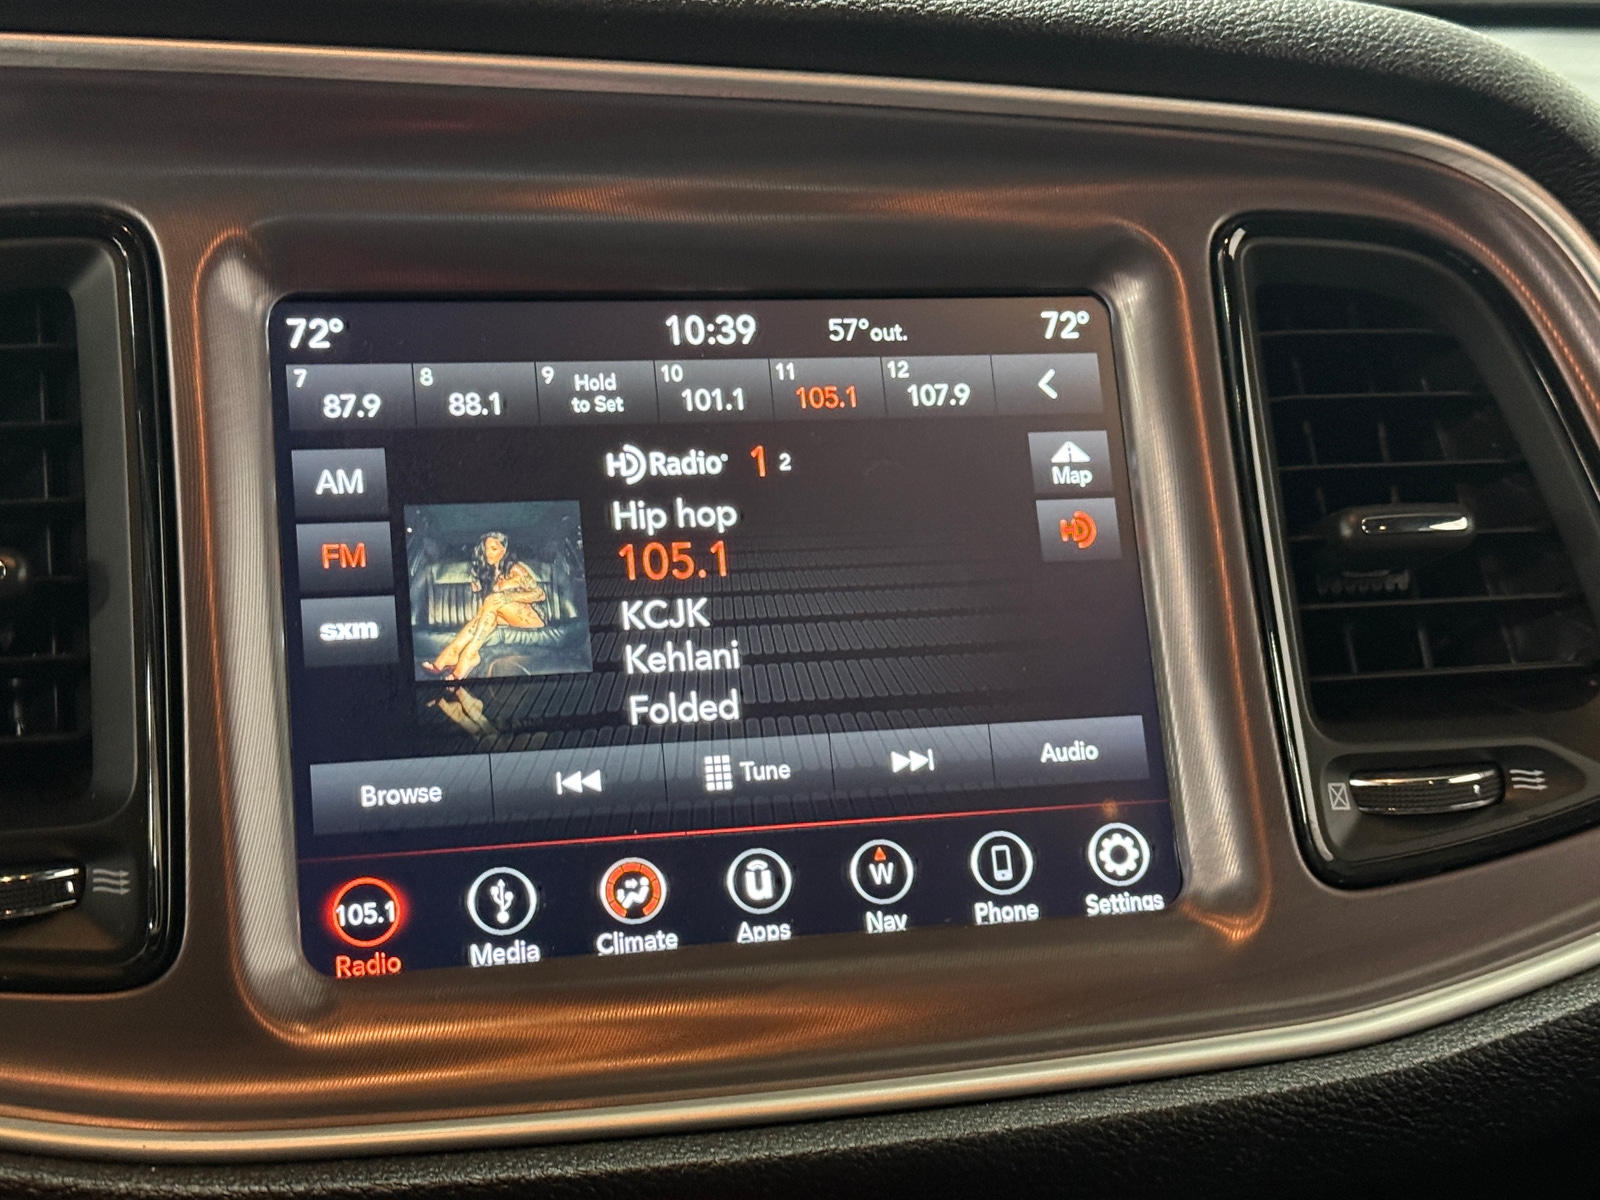 72° 10:39 57°out. 72°
7 87.9 8 88.1 9 Hold to Set 10 101.1 11 105.1 12 107.9
AM
FM
sxm
HD Radio 1 2
Hip hop
105.1
KCJK
Kehlani
Folded
Map
HD
Browse Tune Audio
105.1 W
Radio Media Climate Apps Nav Phone Settings